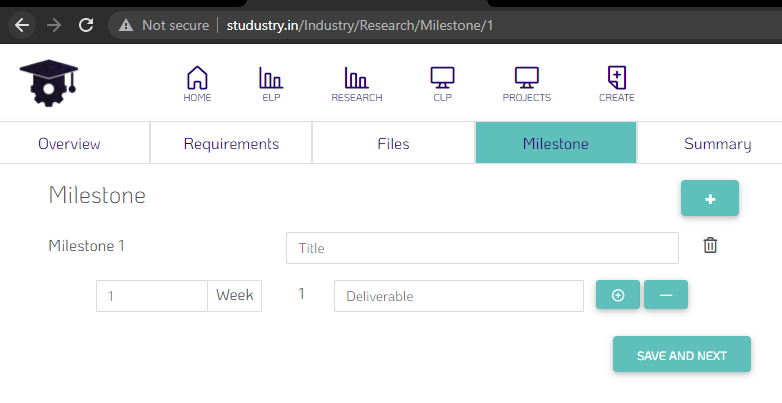 Not secure | studustry.in/Industry/Research/Milestone/1
HOME ELP RESEARCH CLP PROJECTS CREATE
Overview Requirements Files Milestone Summary
Milestone
Milestone 1 Title
1 Week 1 Deliverable
SAVE AND NEXT